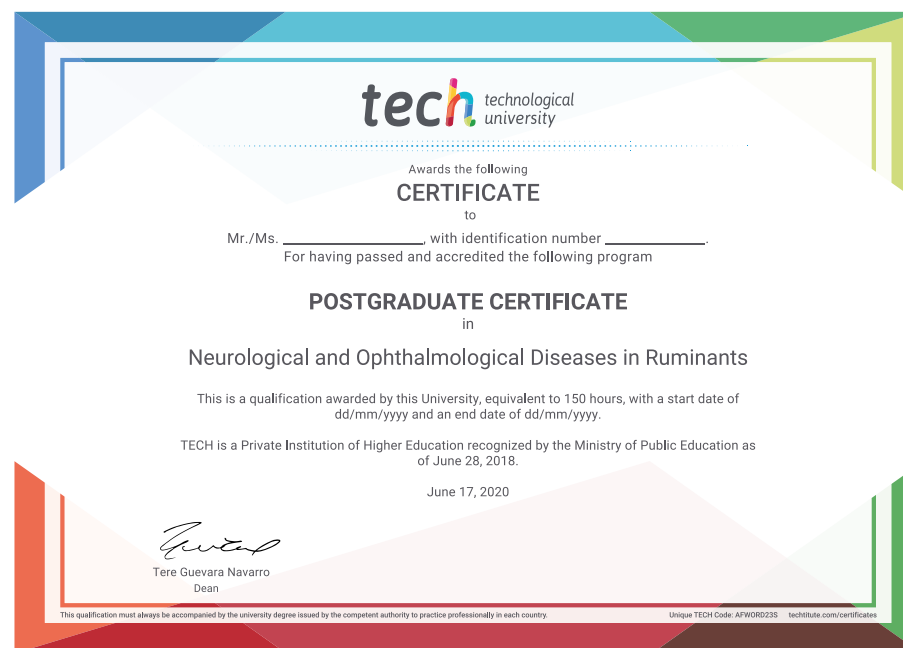 tech technological
university
Awards the following
CERTIFICATE
to
Mr./Ms. ____________________, with identification number ______________.
For having passed and accredited the following program
POSTGRADUATE CERTIFICATE
in
Neurological and Ophthalmological Diseases in Ruminants
This is a qualification awarded by this University, equivalent to 150 hours, with a start date of
dd/mm/yyyy and an end date of dd/mm/yyyy.
TECH is a Private Institution of Higher Education recognized by the Ministry of Public Education as
of June 28, 2018.
June 17, 2020
Tere Guevara Navarro
Dean
This qualification must always be accompanied by the university degree issued by the competent authority to practice professionally in each country. Unique TECH Code: AFWORD23S techtitute.com/certificates